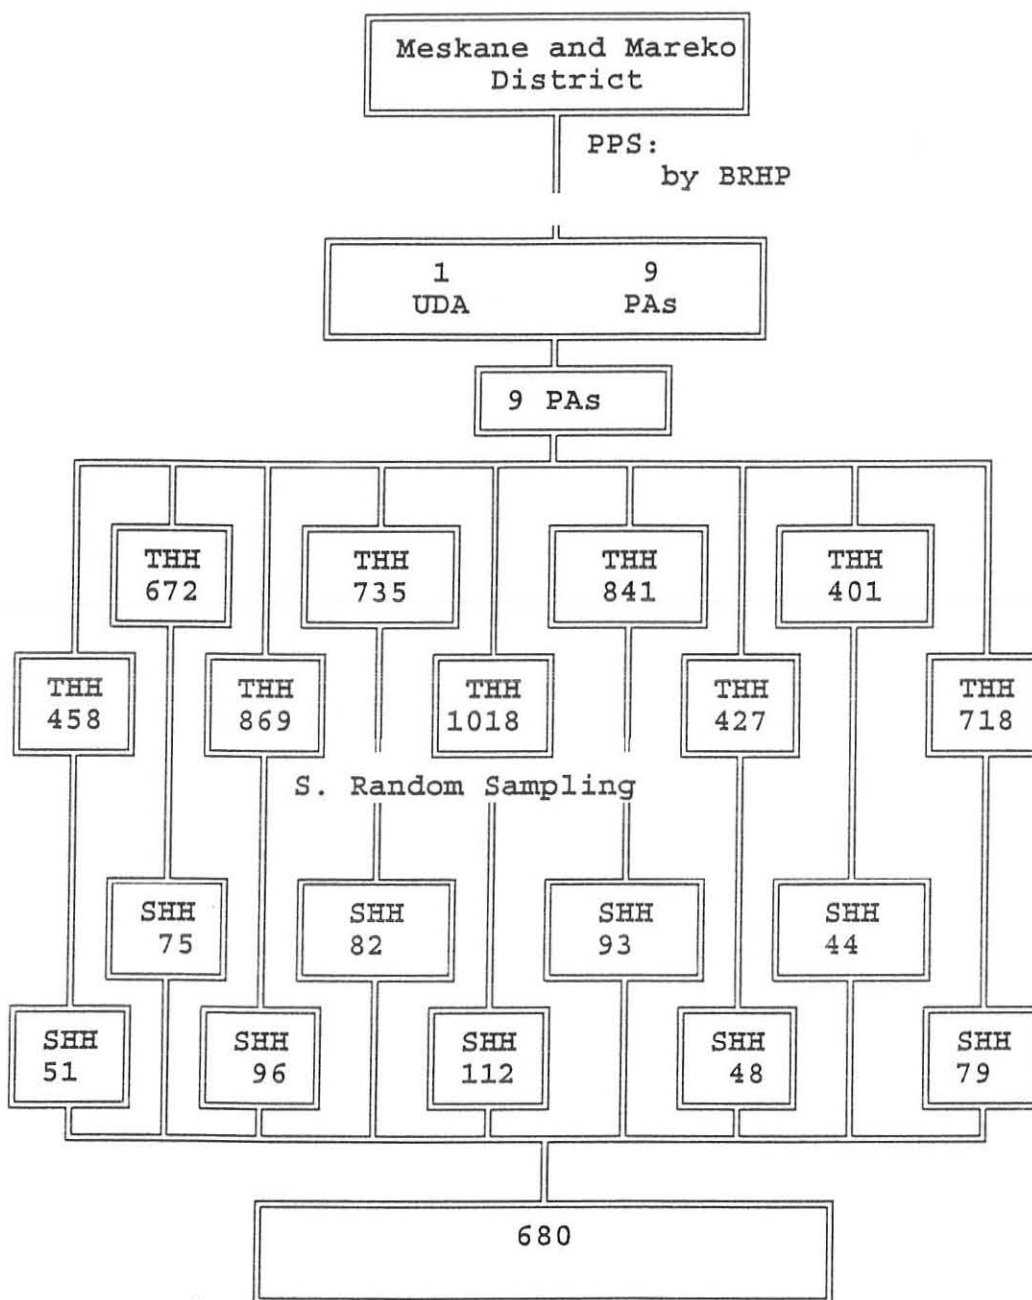 Meskane and Mareko
District
PPS:
by BRHP
1 9
UDA PAs
9 PAs
THH THH THH THH
672 735 841 401
THH THH THH THH THH
458 869 1018 427 718
S. Random Sampling
SHH SHH SHH SHH
75 82 93 44
SHH SHH SHH SHH SHH
51 96 112 48 79
680